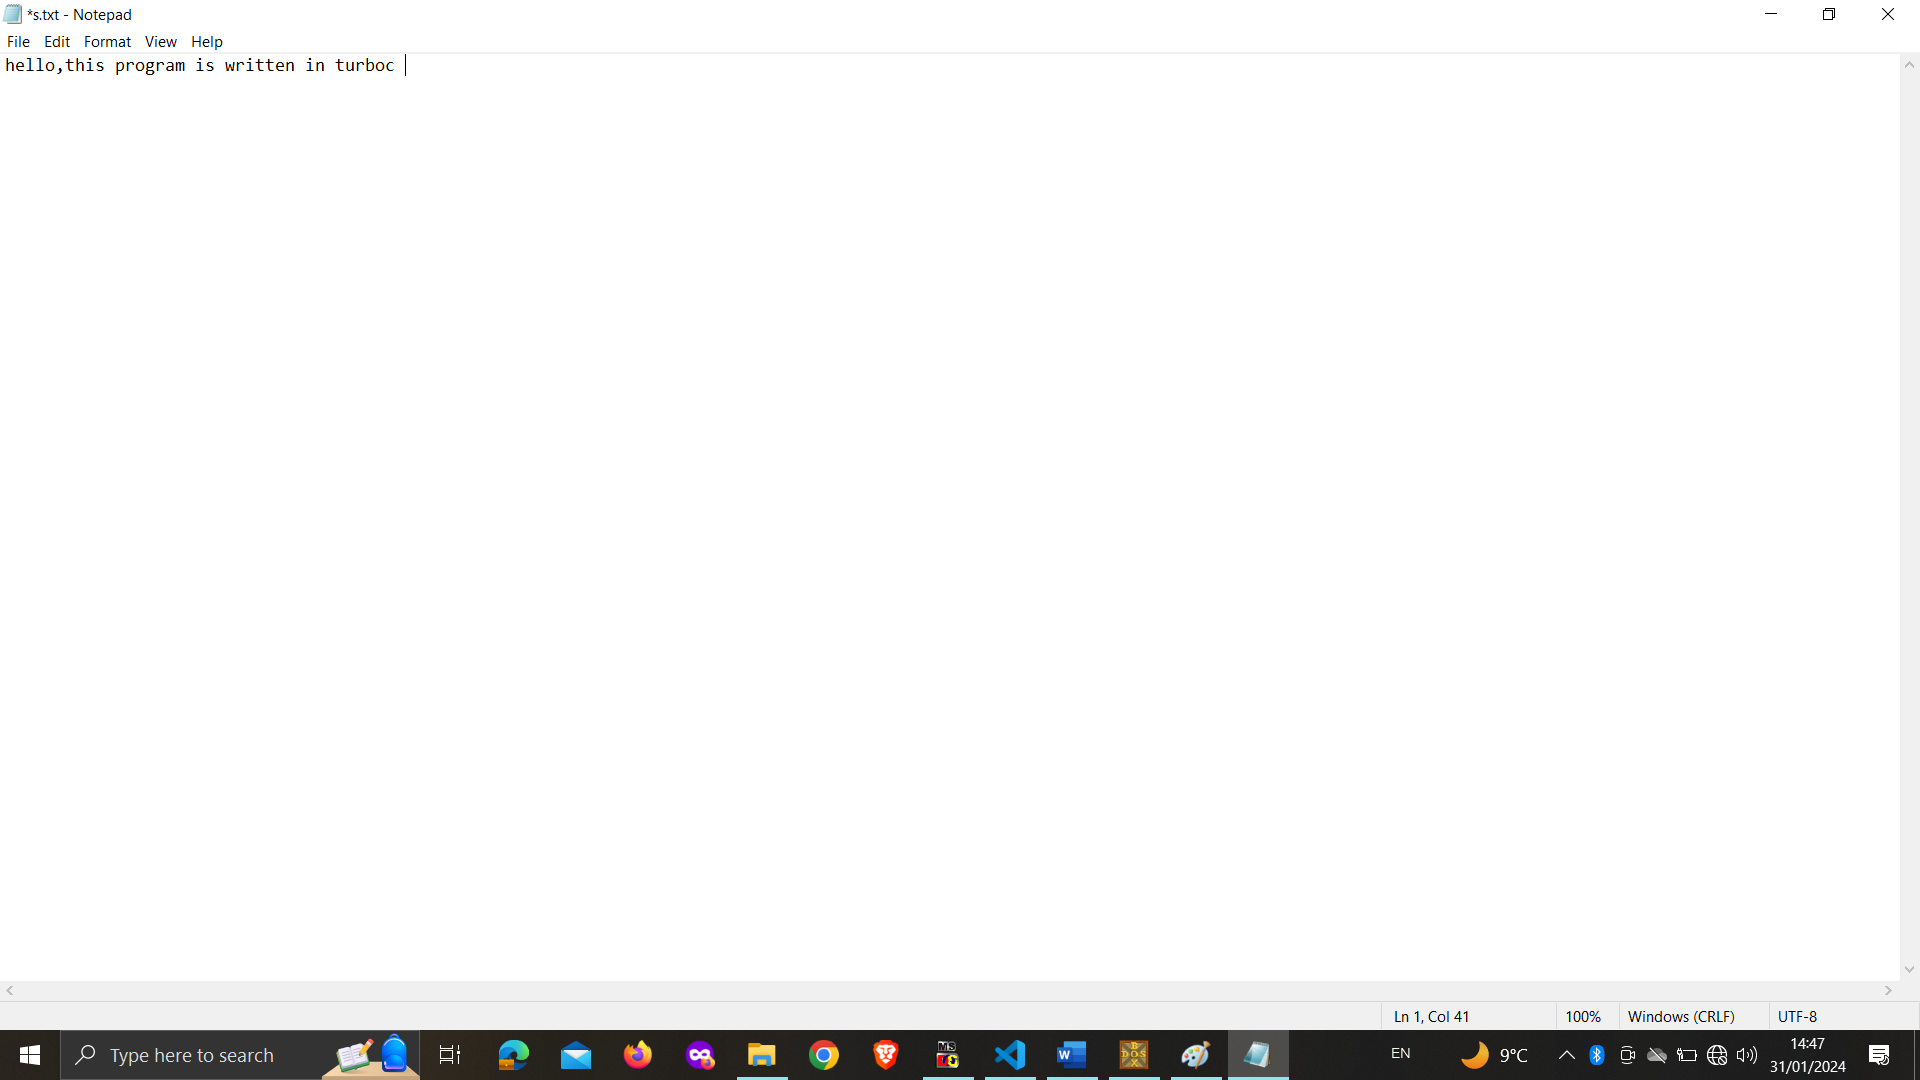 *s.txt - Notepad
File Edit Format View Help
hello,this program is written in turboc
Ln 1, Col 41 100% Windows (CRLF) UTF-8
Type here to search
EN 9°C 14:47
31/01/2024